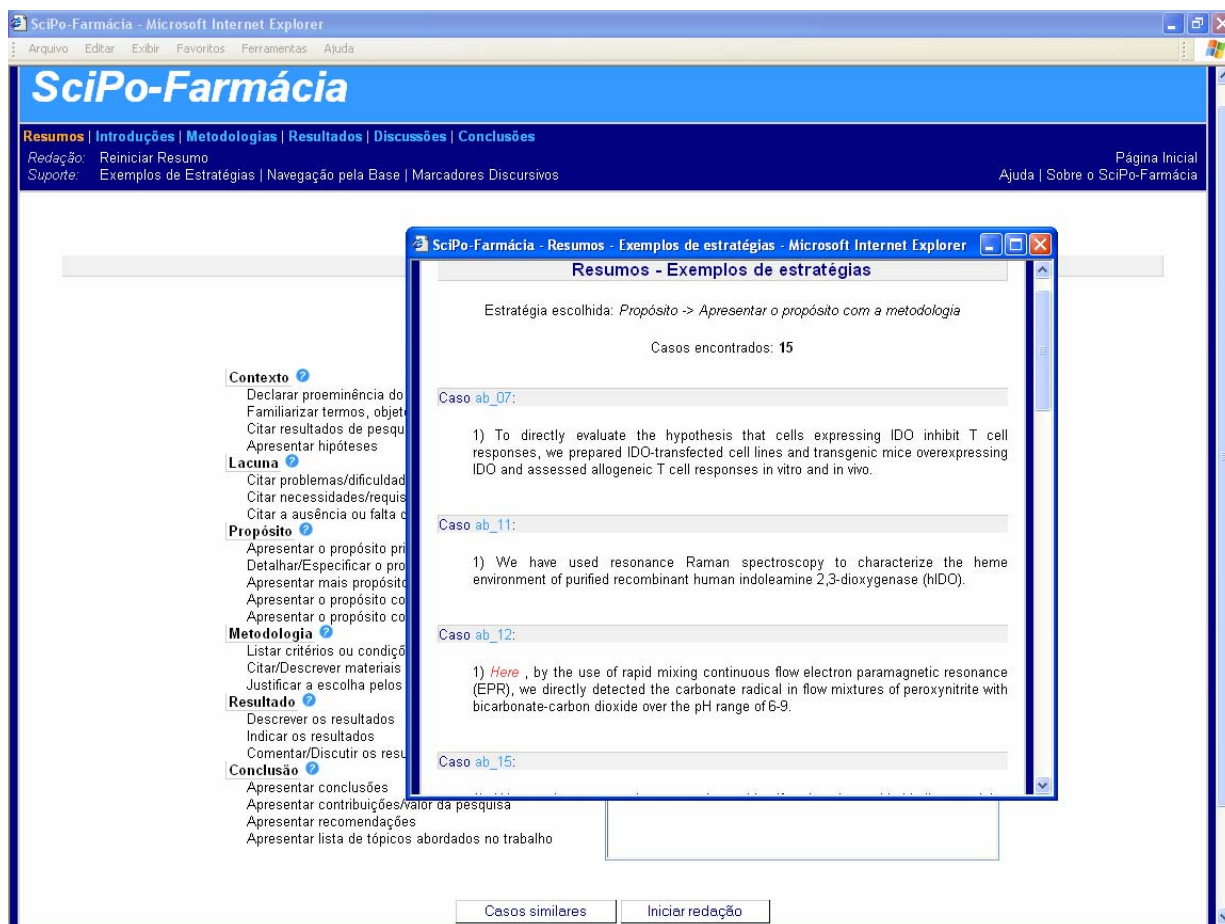 SciPo-Farmácia - Microsoft Internet Explorer
Arquivo Editar Exibir Favoritos Ferramentas Ajuda
SciPo-Farmácia
Resumos | Introduções | Metodologias | Resultados | Discussões | Conclusões
Redação: Reiniciar Resumo
Página Inicial
Suporte: Exemplos de Estratégias | Navegação pela Base | Marcadores Discursivos
Ajuda | Sobre o SciPo-Farmácia
Contexto ?
Declarar proeminência do
Familiarizar termos, objet
Citar resultados de pesqu
Apresentar hipóteses
Lacuna ?
Citar problemas/dificuldad
Citar necessidades/requis
Citar a ausência ou falta d
Propósito ?
Apresentar o propósito pri
Detalhar/Especificar o pro
Apresentar mais propósito
Apresentar o propósito co
Apresentar o propósito co
Metodologia ?
Listar critérios ou condiçõ
Citar/Descrever materiais
Justificar a escolha pelos
Resultado ?
Descrever os resultados
Indicar os resultados
Comentar/Discutir os resu
Conclusão ?
Apresentar conclusões
Apresentar contribuições/valor da pesquisa
Apresentar recomendações
Apresentar lista de tópicos abordados no trabalho
SciPo-Farmácia - Resumos - Exemplos de estratégias - Microsoft Internet Explorer
Resumos - Exemplos de estratégias
Estratégia escolhida: Propósito -> Apresentar o propósito com a metodologia
Casos encontrados: 15
Caso ab_07:
1) To directly evaluate the hypothesis that cells expressing IDO inhibit T cell
responses, we prepared IDO-transfected cell lines and transgenic mice overexpressing
IDO and assessed allogeneic T cell responses in vitro and in vivo.
Caso ab_11:
1) We have used resonance Raman spectroscopy to characterize the heme
environment of purified recombinant human indoleamine 2,3-dioxygenase (hIDO).
Caso ab_12:
1) Here , by the use of rapid mixing continuous flow electron paramagnetic resonance
(EPR), we directly detected the carbonate radical in flow mixtures of peroxynitrite with
bicarbonate-carbon dioxide over the pH range of 6-9.
Caso ab_15:
Casos similares
Iniciar redação